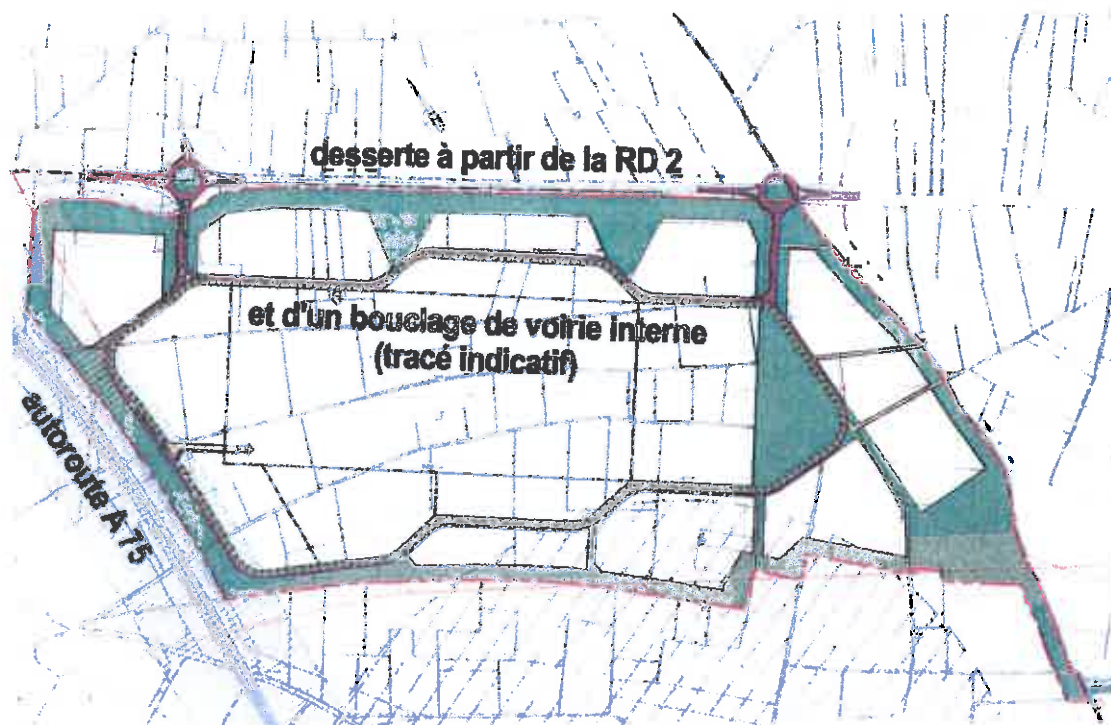 desserte à partir de la RD 2
et d'un bouclage de voirie interne
(tracé indicatif)
autoroute A 75